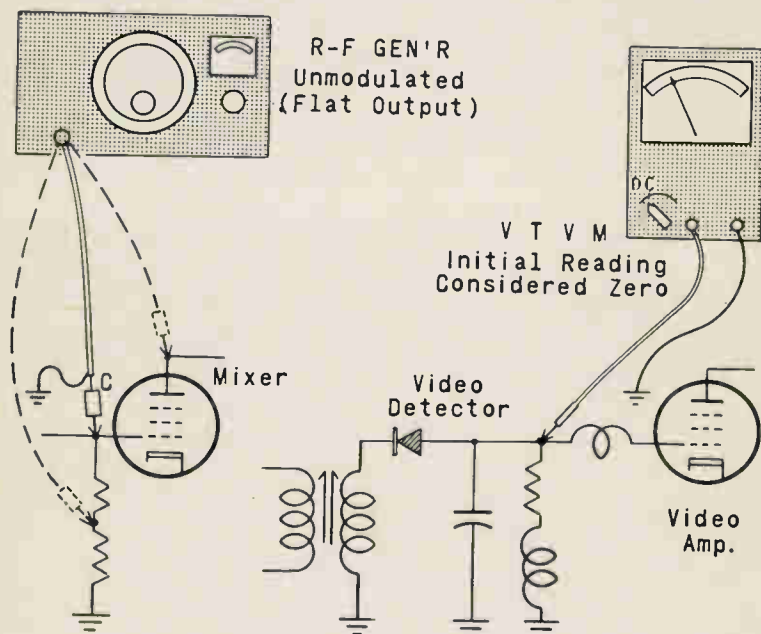 R-F GEN'R
Unmodulated
(Flat Output)
DC
V T V M
Initial Reading
Considered Zero
C
Mixer
Video
Detector
Video
Amp.